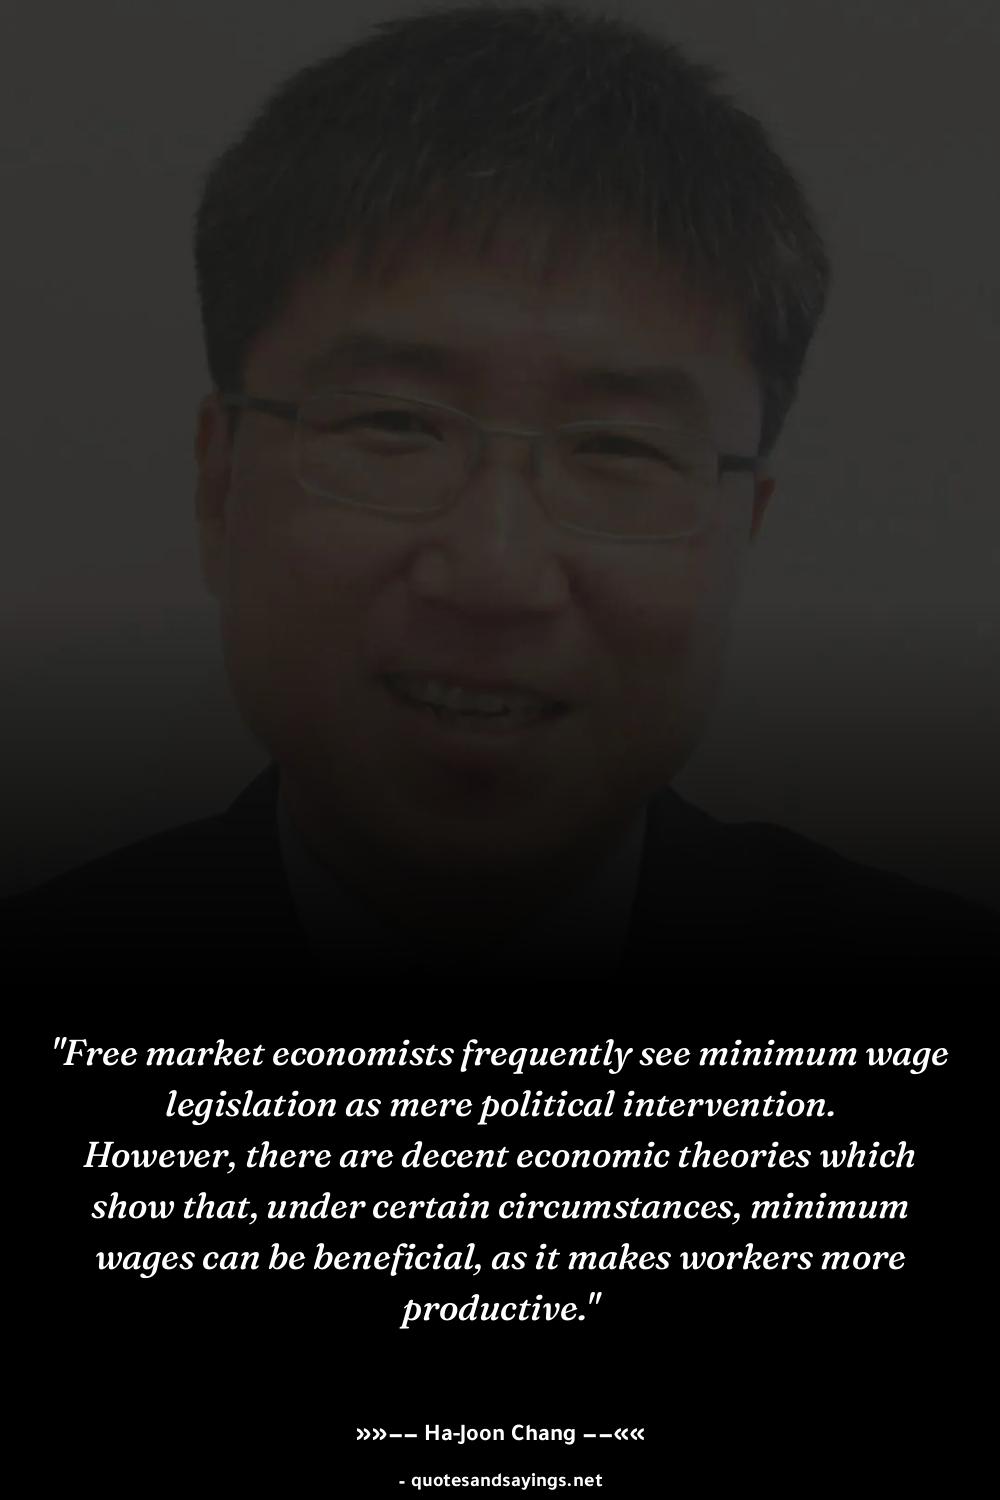 "Free market economists frequently see minimum wage
legislation as mere political intervention.
However, there are decent economic theories which
show that, under certain circumstances, minimum
wages can be beneficial, as it makes workers more
productive."
»»−− Ha-Joon Chang −−««
- quotesandsayings.net